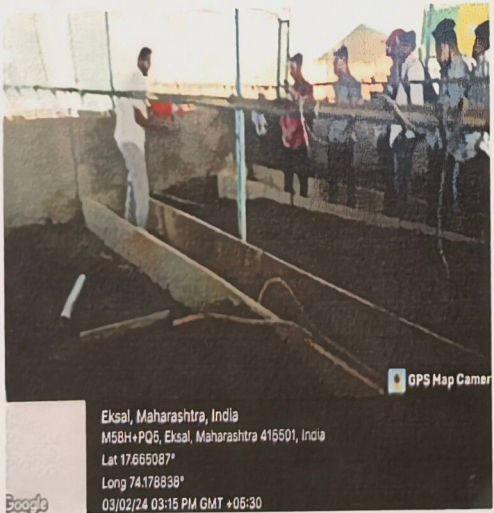 GPS Map Camer
Eksal, Maharashtra, India
M58H+PQ5, Eksal, Maharashtra 415501, India
Lat 17.665087°
Long 74.178838°
03/02/24 03:15 PM GMT +05:30
Google